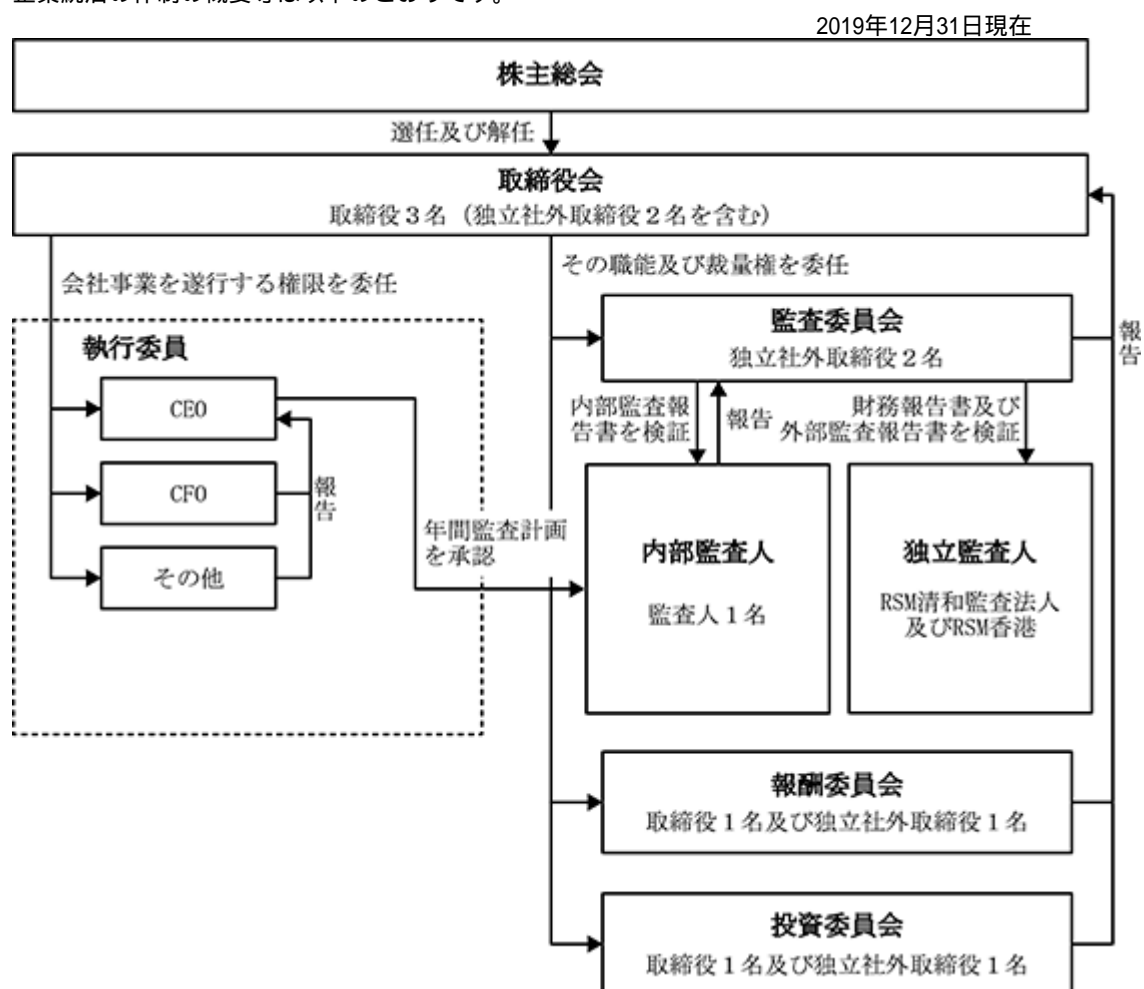 2019年12月31日現在
株主総会
選任及び解任
取締役会
取締役3名（独立社外取締役2名を含む）
会社事業を遂行する権限を委任
その職能及び裁量権を委任
執行委員
CEO
CFO
その他
報
告
年間監査計画
を承認
監査委員会
独立社外取締役2名
報
告
内部監査報
告書を検証
報告
財務報告書及び
外部監査報告書を検証
内部監査人
監査人1名
独立監査人
RSM清和監査法人
及びRSM香港
報酬委員会
取締役1名及び独立社外取締役1名
投資委員会
取締役1名及び独立社外取締役1名